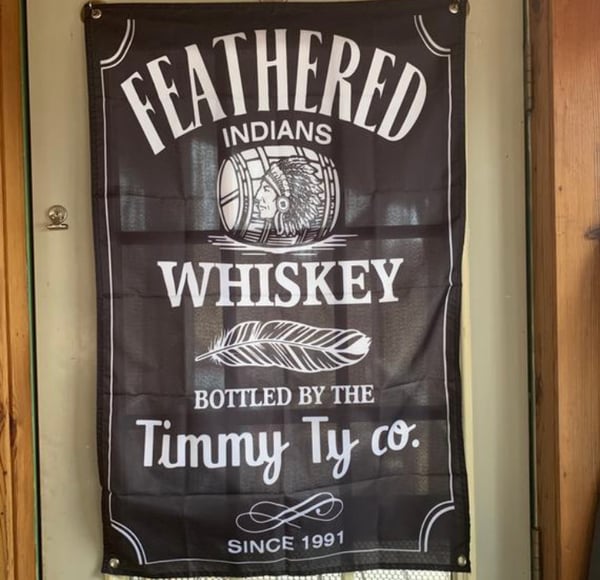 FEATHERED
INDIANS
WHISKEY
BOTTLED BY THE
Timmy Ty co.
SINCE 1991